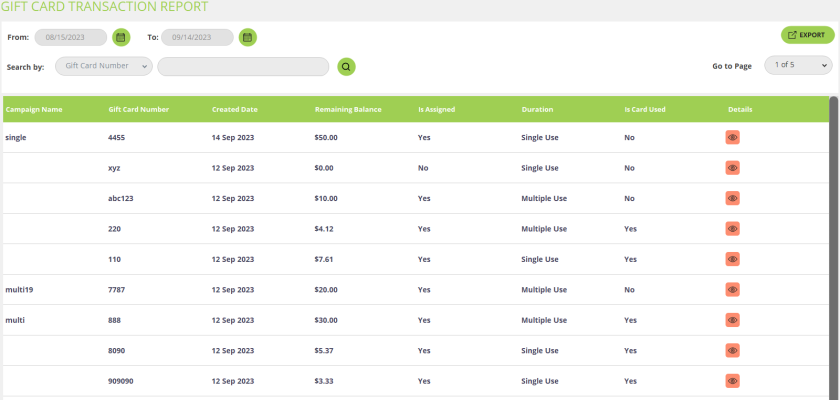 GIFT CARD TRANSACTION REPORT
From: 08/15/2023 To: 09/14/2023 EXPORT
Search by: Gift Card Number Go to Page 1 of 5
Campaign Name Gift Card Number Created Date Remaining Balance Is Assigned Duration Is Card Used Details
single 4455 14 Sep 2023 $50.00 Yes Single Use No
xyz 12 Sep 2023 $0.00 No Single Use No
abc123 12 Sep 2023 $10.00 Yes Multiple Use No
220 12 Sep 2023 $4.12 Yes Multiple Use Yes
110 12 Sep 2023 $7.61 Yes Single Use Yes
multi19 7787 12 Sep 2023 $20.00 Yes Multiple Use No
multi 888 12 Sep 2023 $30.00 Yes Multiple Use Yes
8090 12 Sep 2023 $5.37 Yes Single Use Yes
909090 12 Sep 2023 $3.33 Yes Single Use Yes